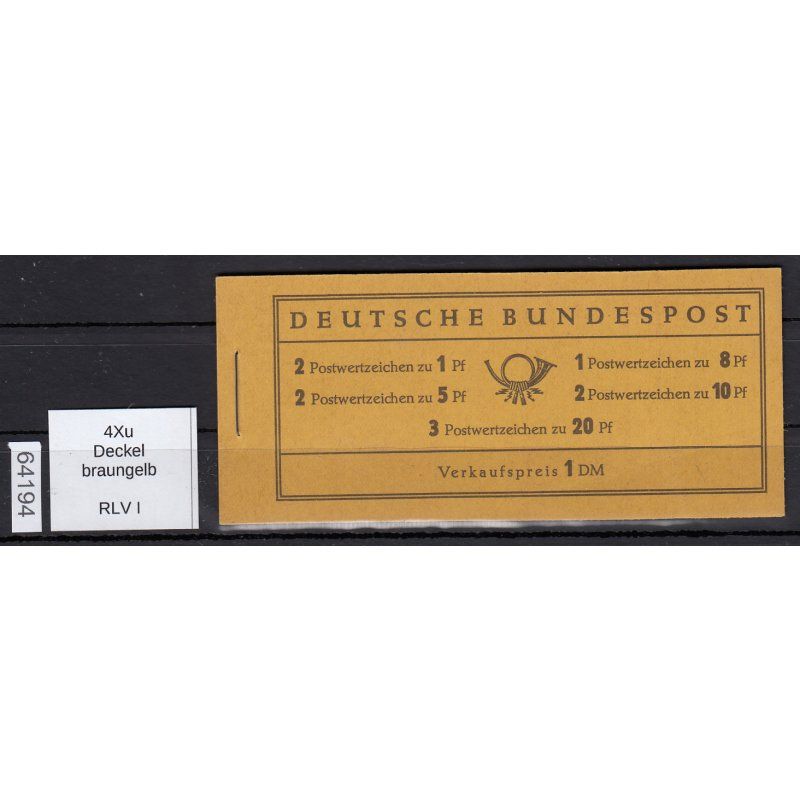 DEUTSCHE BUNDESPOST
2 Postwertzeichen zu 1 Pf
1 Postwertzeichen zu 8 Pf
2 Postwertzeichen zu 5 Pf
2 Postwertzeichen zu 10 Pf
3 Postwertzeichen zu 20 Pf
Verkaufspreis 1 DM
4Xu
Deckel
braungelb
RLV I
64194